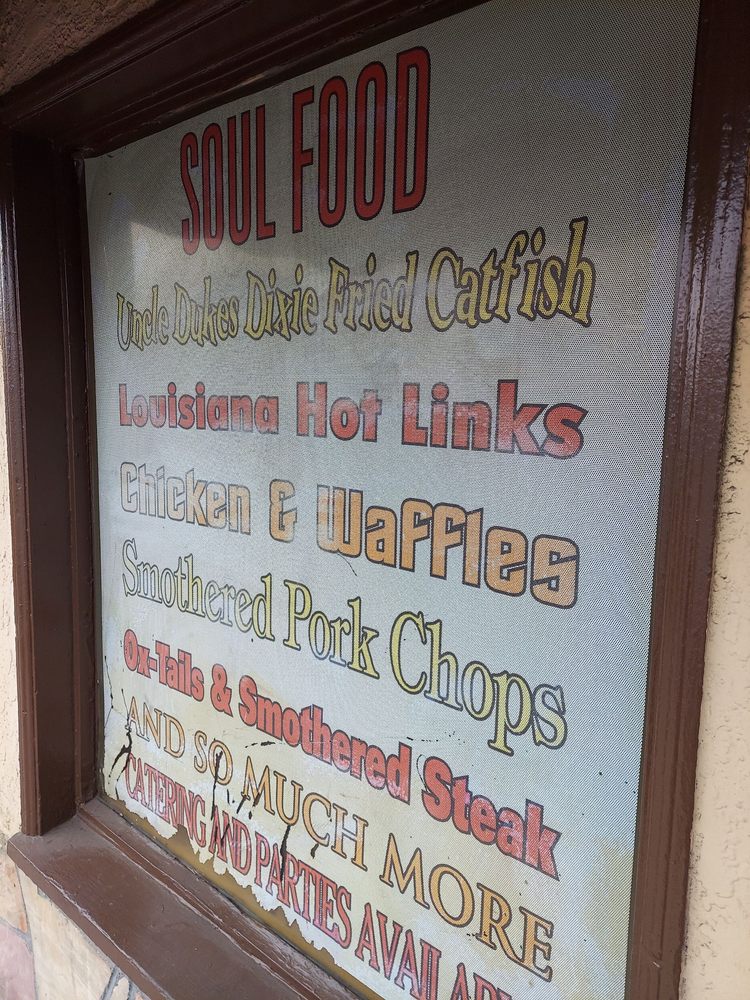 SOUL FOOD
Uncle Dukes Dixie Fried Catfish
Louisiana Hot Links
Chicken & Waffles
Smothered Pork Chops
Ox-Tails & Smothered Steak
AND SO MUCH MORE
CATERING AND PARTIES AVAILA